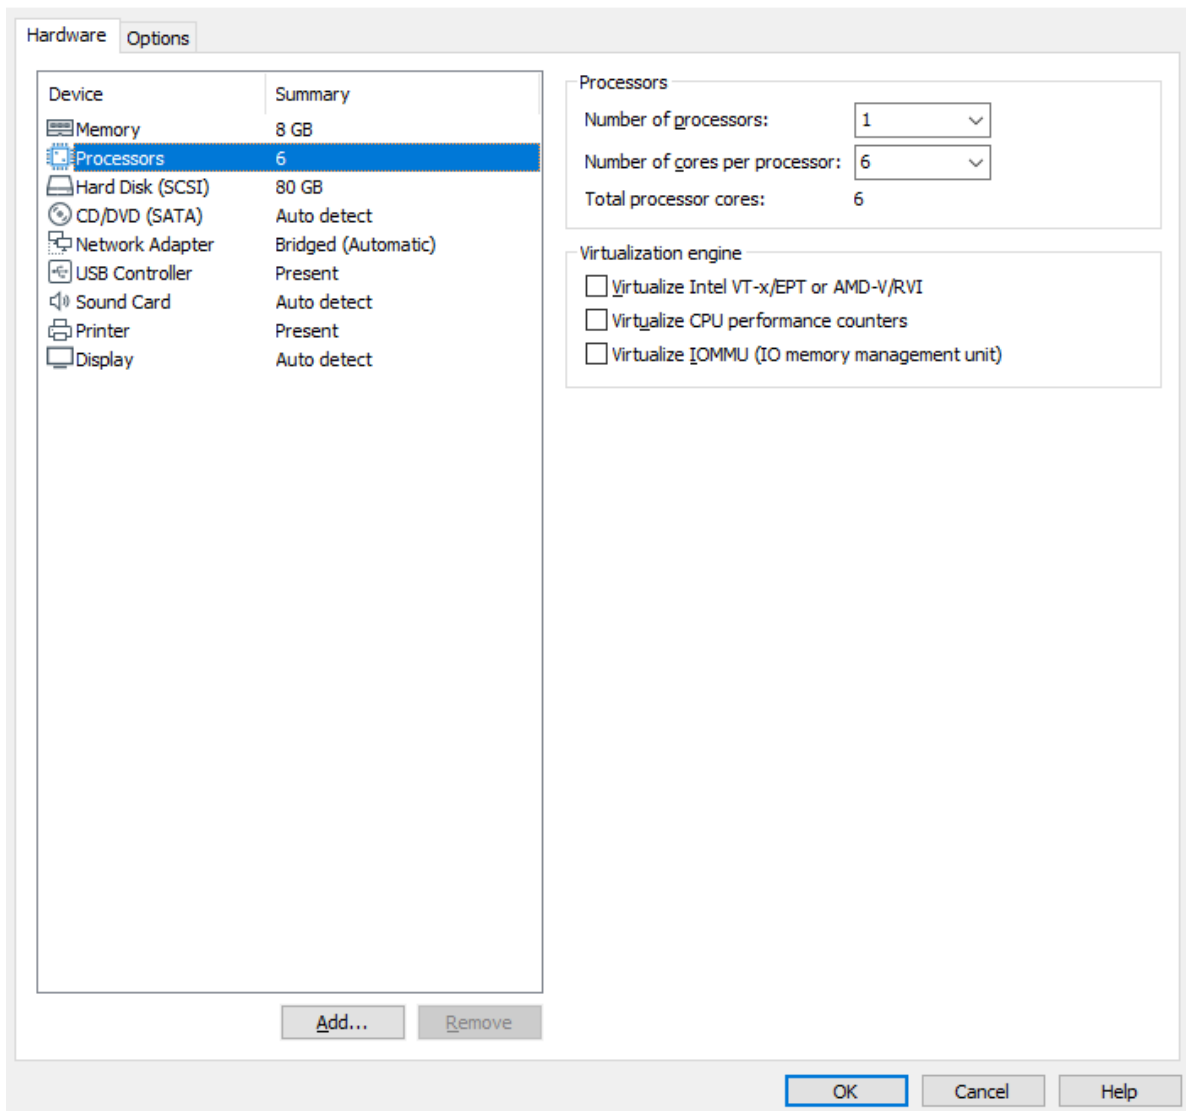 Hardware
Options
Device Summary
Memory 8 GB
Processors 6
Hard Disk (SCSI) 80 GB
CD/DVD (SATA) Auto detect
Network Adapter Bridged (Automatic)
USB Controller Present
Sound Card Auto detect
Printer Present
Display Auto detect
Add...
Remove
Processors
Number of processors: 1
Number of cores per processor: 6
Total processor cores: 6
Virtualization engine
Virtualize Intel VT-x/EPT or AMD-V/RVI
Virtualize CPU performance counters
Virtualize IOMMU (IO memory management unit)
OK
Cancel
Help